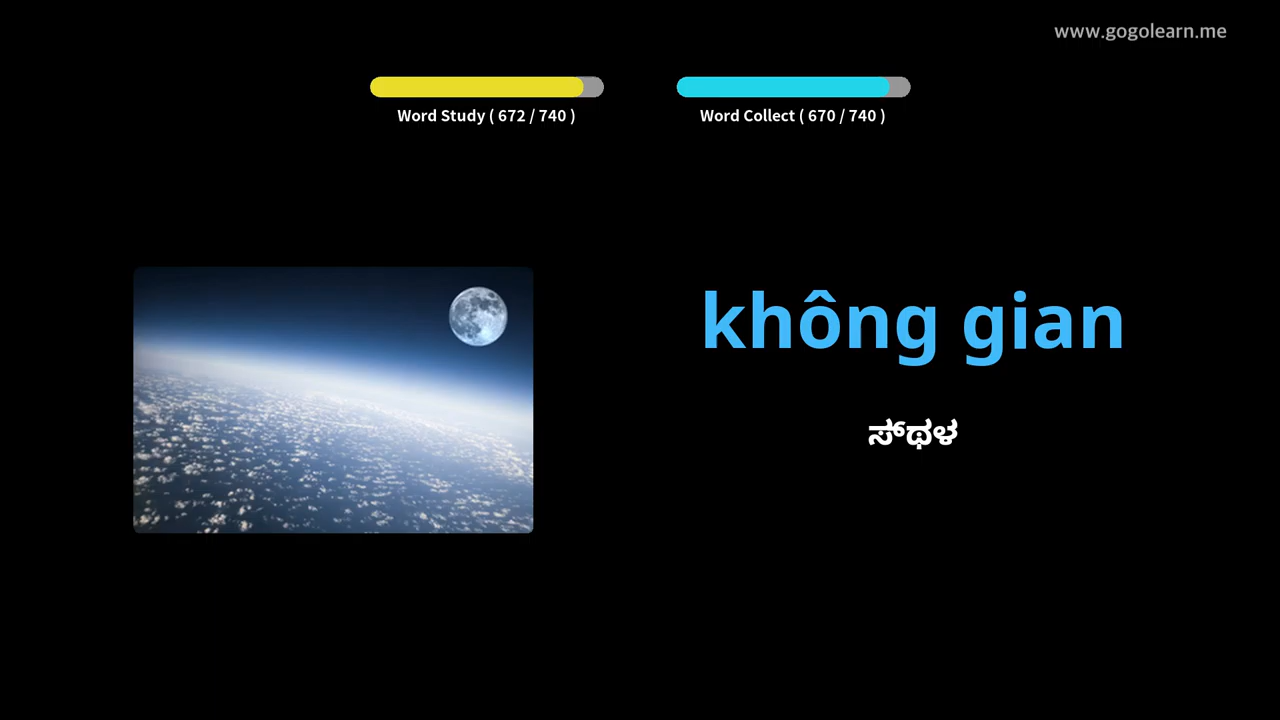 www.gogolearn.me
Word Study ( 672 / 740 )
Word Collect ( 670 / 740 )
không gian
ಸ್ಥಳ